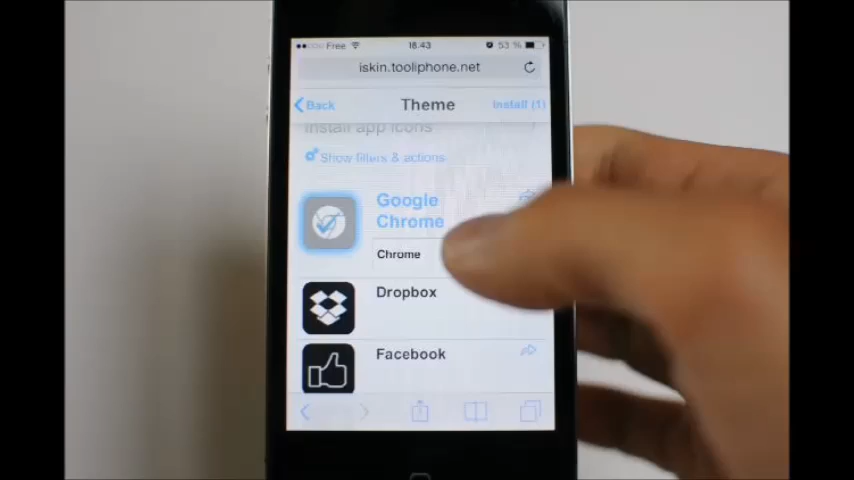 Free 18.43 53 %
iskin.tooliphone.net
Back Theme Install (1)
Install app icons
Show filters & actions
Google
Chrome
Chrome
Dropbox
Facebook